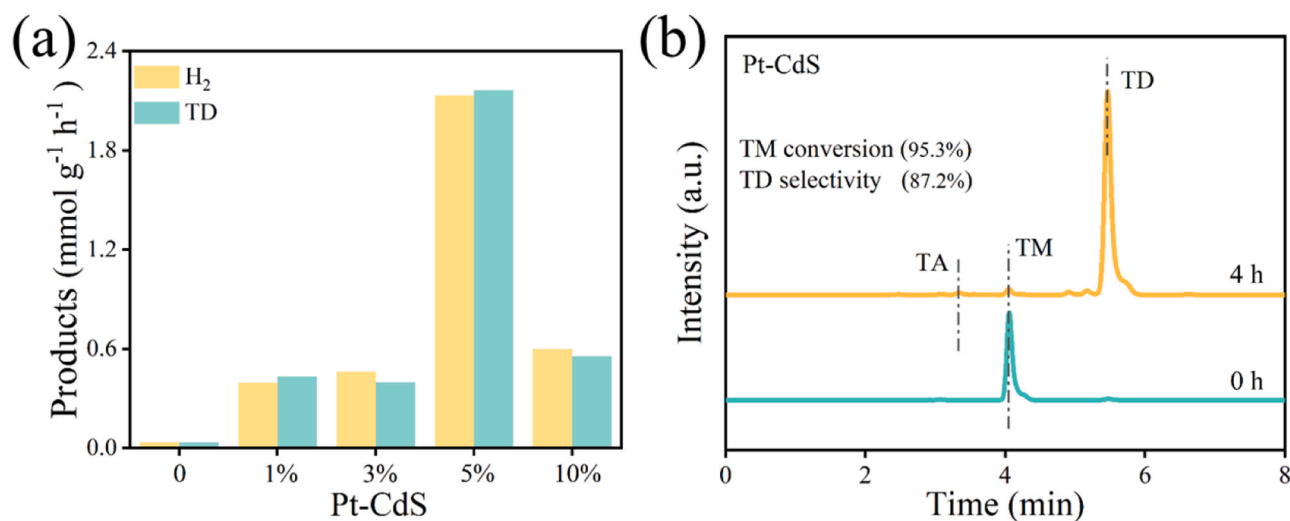 (a)
Products (mmol g⁻¹ h⁻¹)
2.4
1.8
1.2
0.6
0.0
H₂
TD
0 1% 3% 5% 10%
Pt-CdS
(b)
Intensity (a.u.)
Pt-CdS
TD
TM conversion (95.3%)
TD selectivity (87.2%)
TA TM
4 h
0 h
0 2 4 6 8
Time (min)